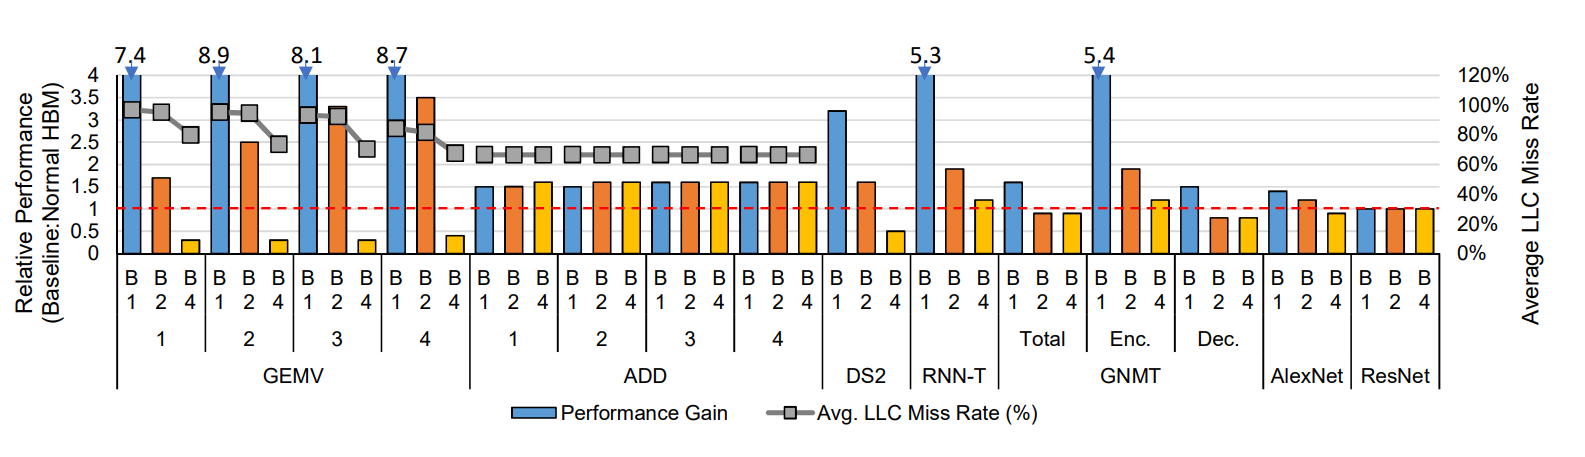 7.4 8.9 8.1 8.7 5.3 5.4
4 120%
3.5 100%
3 80%
2.5 60%
2 40%
1.5 20%
1 0%
0.5
0
Relative Performance
(Baseline:Normal HBM)
Average LLC Miss Rate
B B B B B B B B B B B B B B B B B B B B B B B B B B B B B B B B B B B B B B B B B B B B B
1 2 4 1 2 4 1 2 4 1 2 4 1 2 4 1 2 4 1 2 4 1 2 4 1 2 4 1 2 4 1 2 4 1 2 4 1 2 4 1 2 4 1 2 4
1 2 3 4 1 2 3 4 Total Enc. Dec.
GEMV ADD DS2 RNN-T GNMT AlexNet ResNet
Performance Gain Avg. LLC Miss Rate (%)